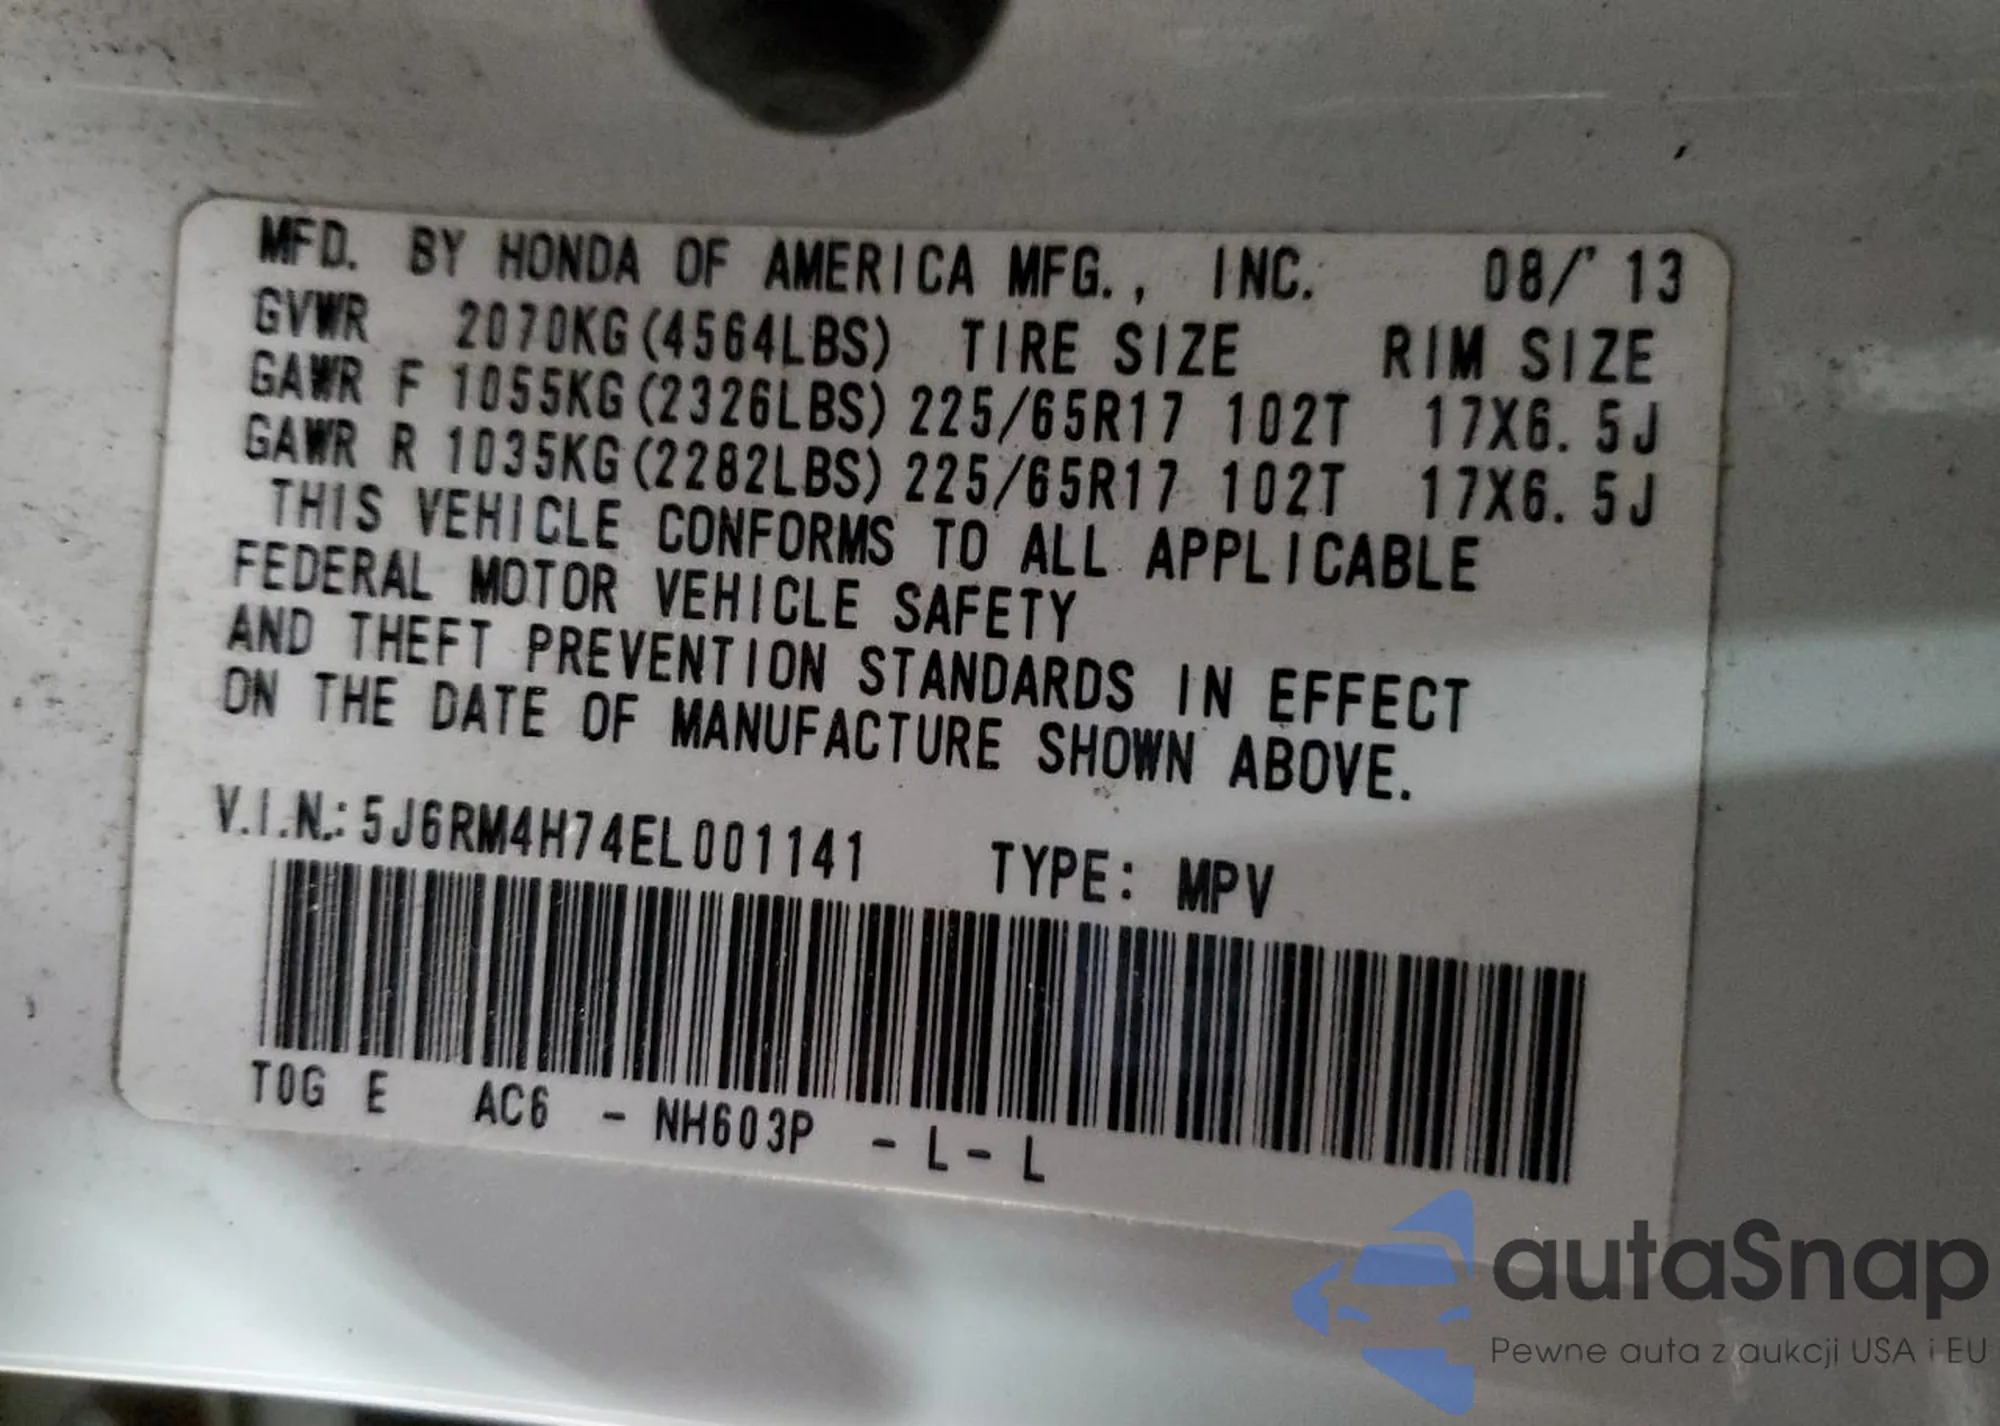 MFD. BY HONDA OF AMERICA MFG., INC. 08/'13
GVWR 2070KG(4564LBS) TIRE SIZE RIM SIZE
GAWR F 1055KG(2326LBS) 225/65R17 102T 17X6.5J
GAWR R 1035KG(2282LBS) 225/65R17 102T 17X6.5J
THIS VEHICLE CONFORMS TO ALL APPLICABLE
FEDERAL MOTOR VEHICLE SAFETY
AND THEFT PREVENTION STANDARDS IN EFFECT
ON THE DATE OF MANUFACTURE SHOWN ABOVE.
V.I.N.: 5J6RM4H74EL001141 TYPE: MPV
T0G E AC6 - NH603P - L - L
autaSnap
Pewne auta z aukcji USA i EU